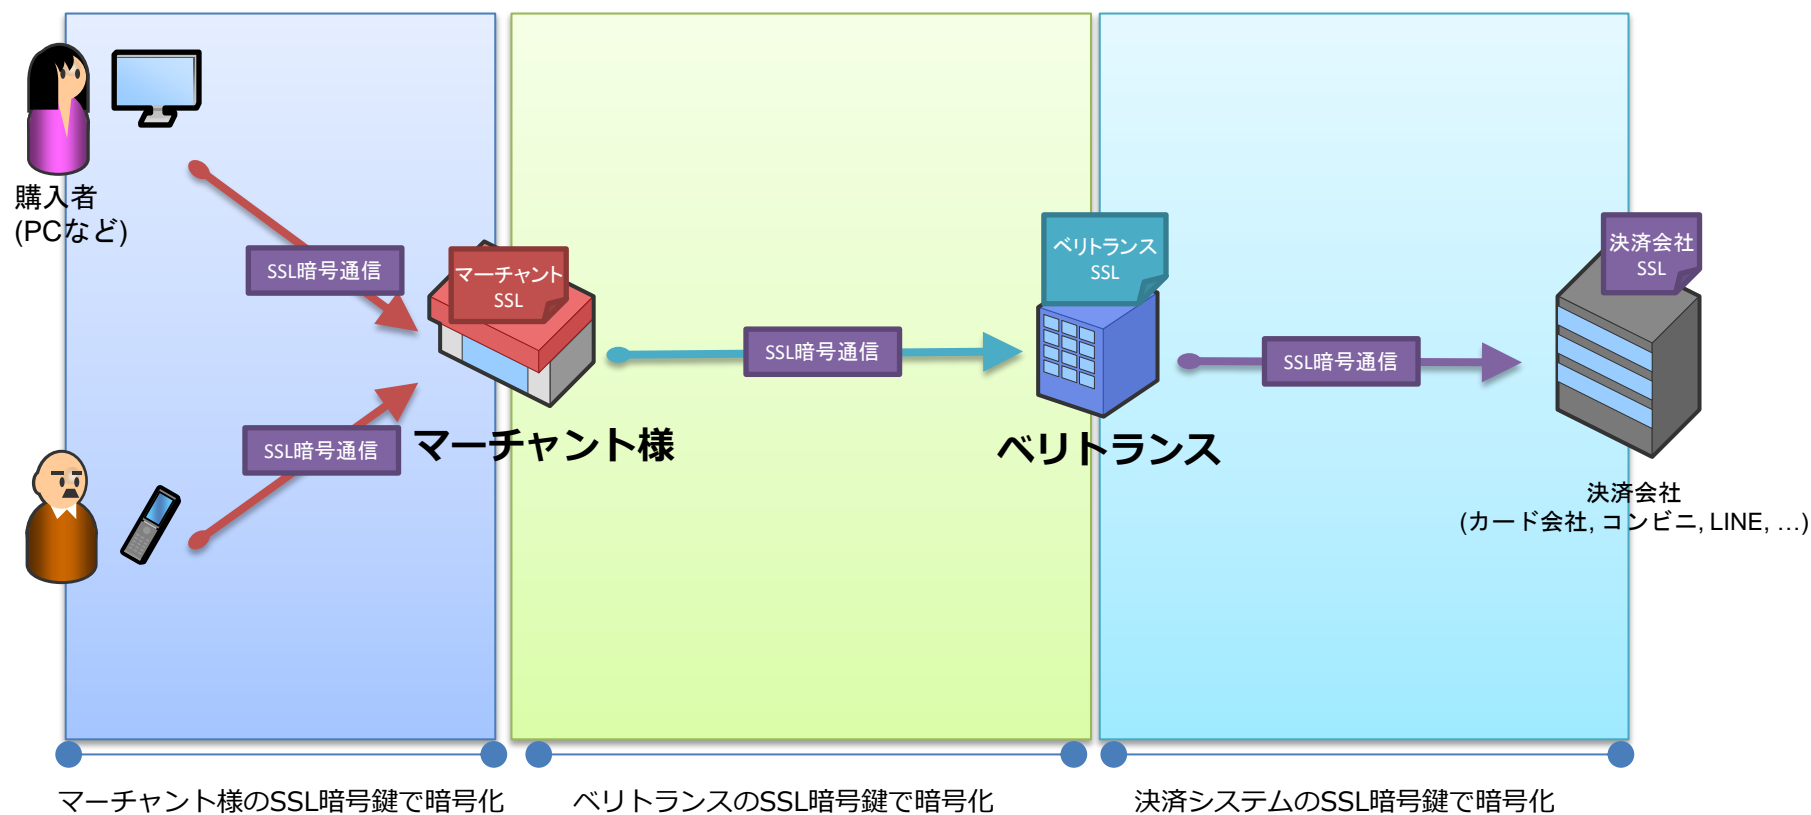 購入者
(PCなど)
SSL暗号通信
マーチャント
SSL
SSL暗号通信
マーチャント様
SSL暗号通信
ベリトランス
SSL
ベリトランス
SSL暗号通信
決済会社
SSL
決済会社
(カード会社, コンビニ, LINE, …)
マーチャント様のSSL暗号鍵で暗号化
ベリトランスのSSL暗号鍵で暗号化
決済システムのSSL暗号鍵で暗号化